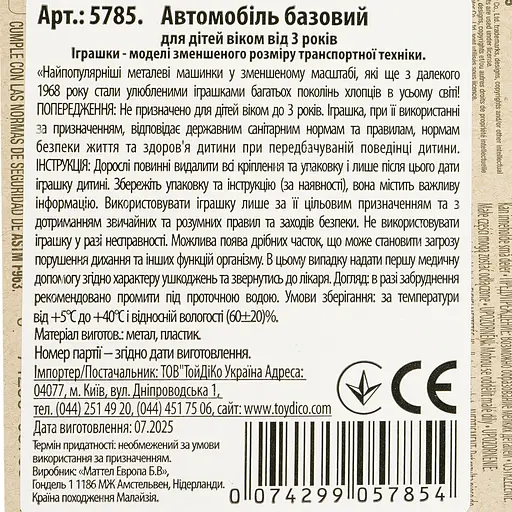 Арт.: 5785. Автомобіль базовий
для дітей віком від 3 років
Іграшки - моделі зменшеного розміру транспортної техніки.
«Найпопулярніші металеві машинки у зменшеному масштабі, які ще з далекого
1968 року стали улюбленими іграшками багатьох поколінь хлопців в усьому світі!
ПОПЕРЕДЖЕННЯ: Не призначено для дітей віком до 3 років. Іграшка, при її використанні
за призначенням, відповідає державним санітарним нормам та правилам, нормам
безпеки життя та здоров'я дитини при передбачуваній поведінці дитини.
ІНСТРУКЦІЯ: Дорослі повинні видалити всі кріплення та упаковку і лише після цього дати
іграшку дитині. Збережіть упаковку та інструкцію (за наявності), вона містить важливу
інформацію. Використовувати іграшку лише за її цільовим призначенням та з
дотриманням звичайних та розумних правил та заходів безпеки. Не використовувати
іграшку у разі несправності. Можлива поява дрібних часток, що може становити загрозу
порушення дихання та інших функцій організму. В цьому випадку надати першу медичну
допомогу згідно характеру ушкоджень та звернутись до лікаря. Догляд: в разі забруднення
рекомендовано промити під проточною водою. Умови зберігання: за температури
від +5°С до +40°С і відносній вологості (60±20)%.
Матеріал виготов.: метал, пластик.
Номер партії – згідно дати виготовлення.
Імпортер/Постачальник: ТОВ"ТойДіКо Україна Адреса:
04077, м. Київ, вул. Дніпроводська 1,
тел. (044) 251 49 20, (044) 451 75 06, сайт: www.toydico.com
Дата виготовлення: 07.2025
Термін придатності: необмежений за умови
використання за призначенням.
Виробник: «Маттел Европа Б.В»
Гондель 1 1186 МЖ Амстельвен, Нідерланди.
Країна походження Малайзія.
CE
0 074299 057854
CUMPLE CON LAS NORMAS DE SEGURIDAD DE ASTM F963.